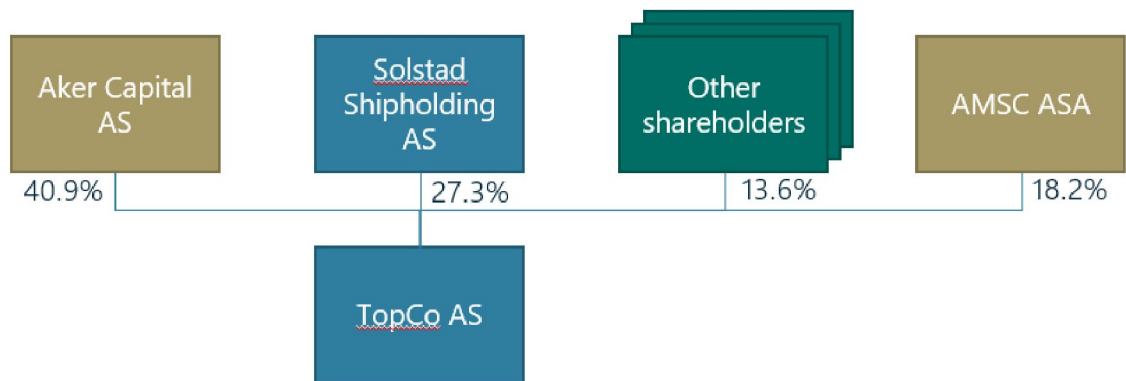 Aker Capital
AS
Solstad
Shipholding
AS
Other
shareholders
AMSC ASA
40.9%
27.3%
13.6%
18.2%
TopCo AS